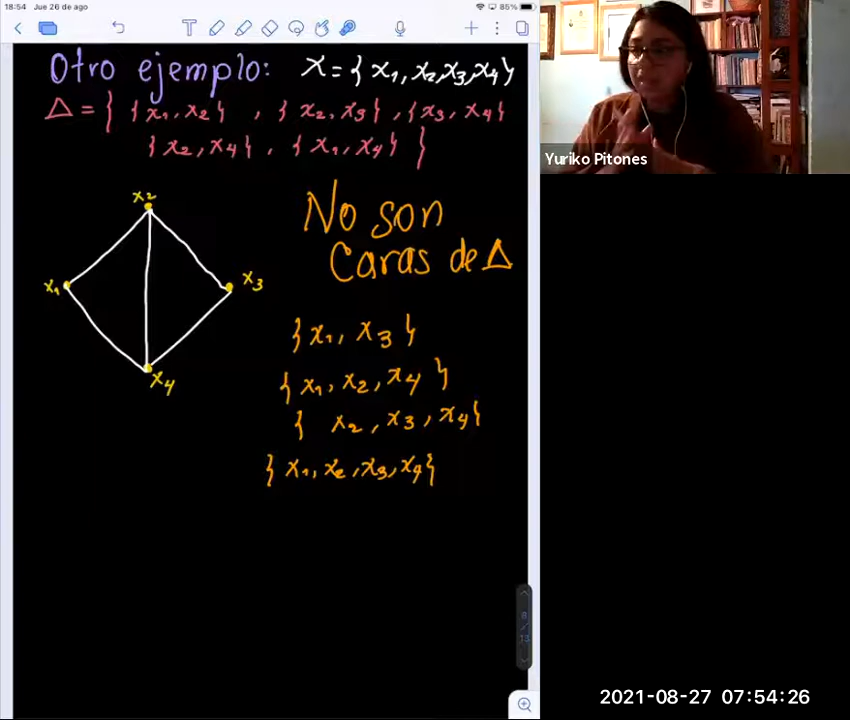 18:54 Jue 26 de ago
85%
Otro ejemplo: X = { x1, x2, x3, x4 }
Δ = { { x1, x2 } , { x2, x3 } , { x3, x4 }
{ x2, x4 } , { x1, x4 } }
x2
x1
x3
x4
No son
Caras de Δ
{ x1, x3 }
{ x1, x2, x4 }
{ x2, x3, x4 }
{ x1, x2, x3, x4 }
Yuriko Pitones
8
/
13
2021-08-27 07:54:26